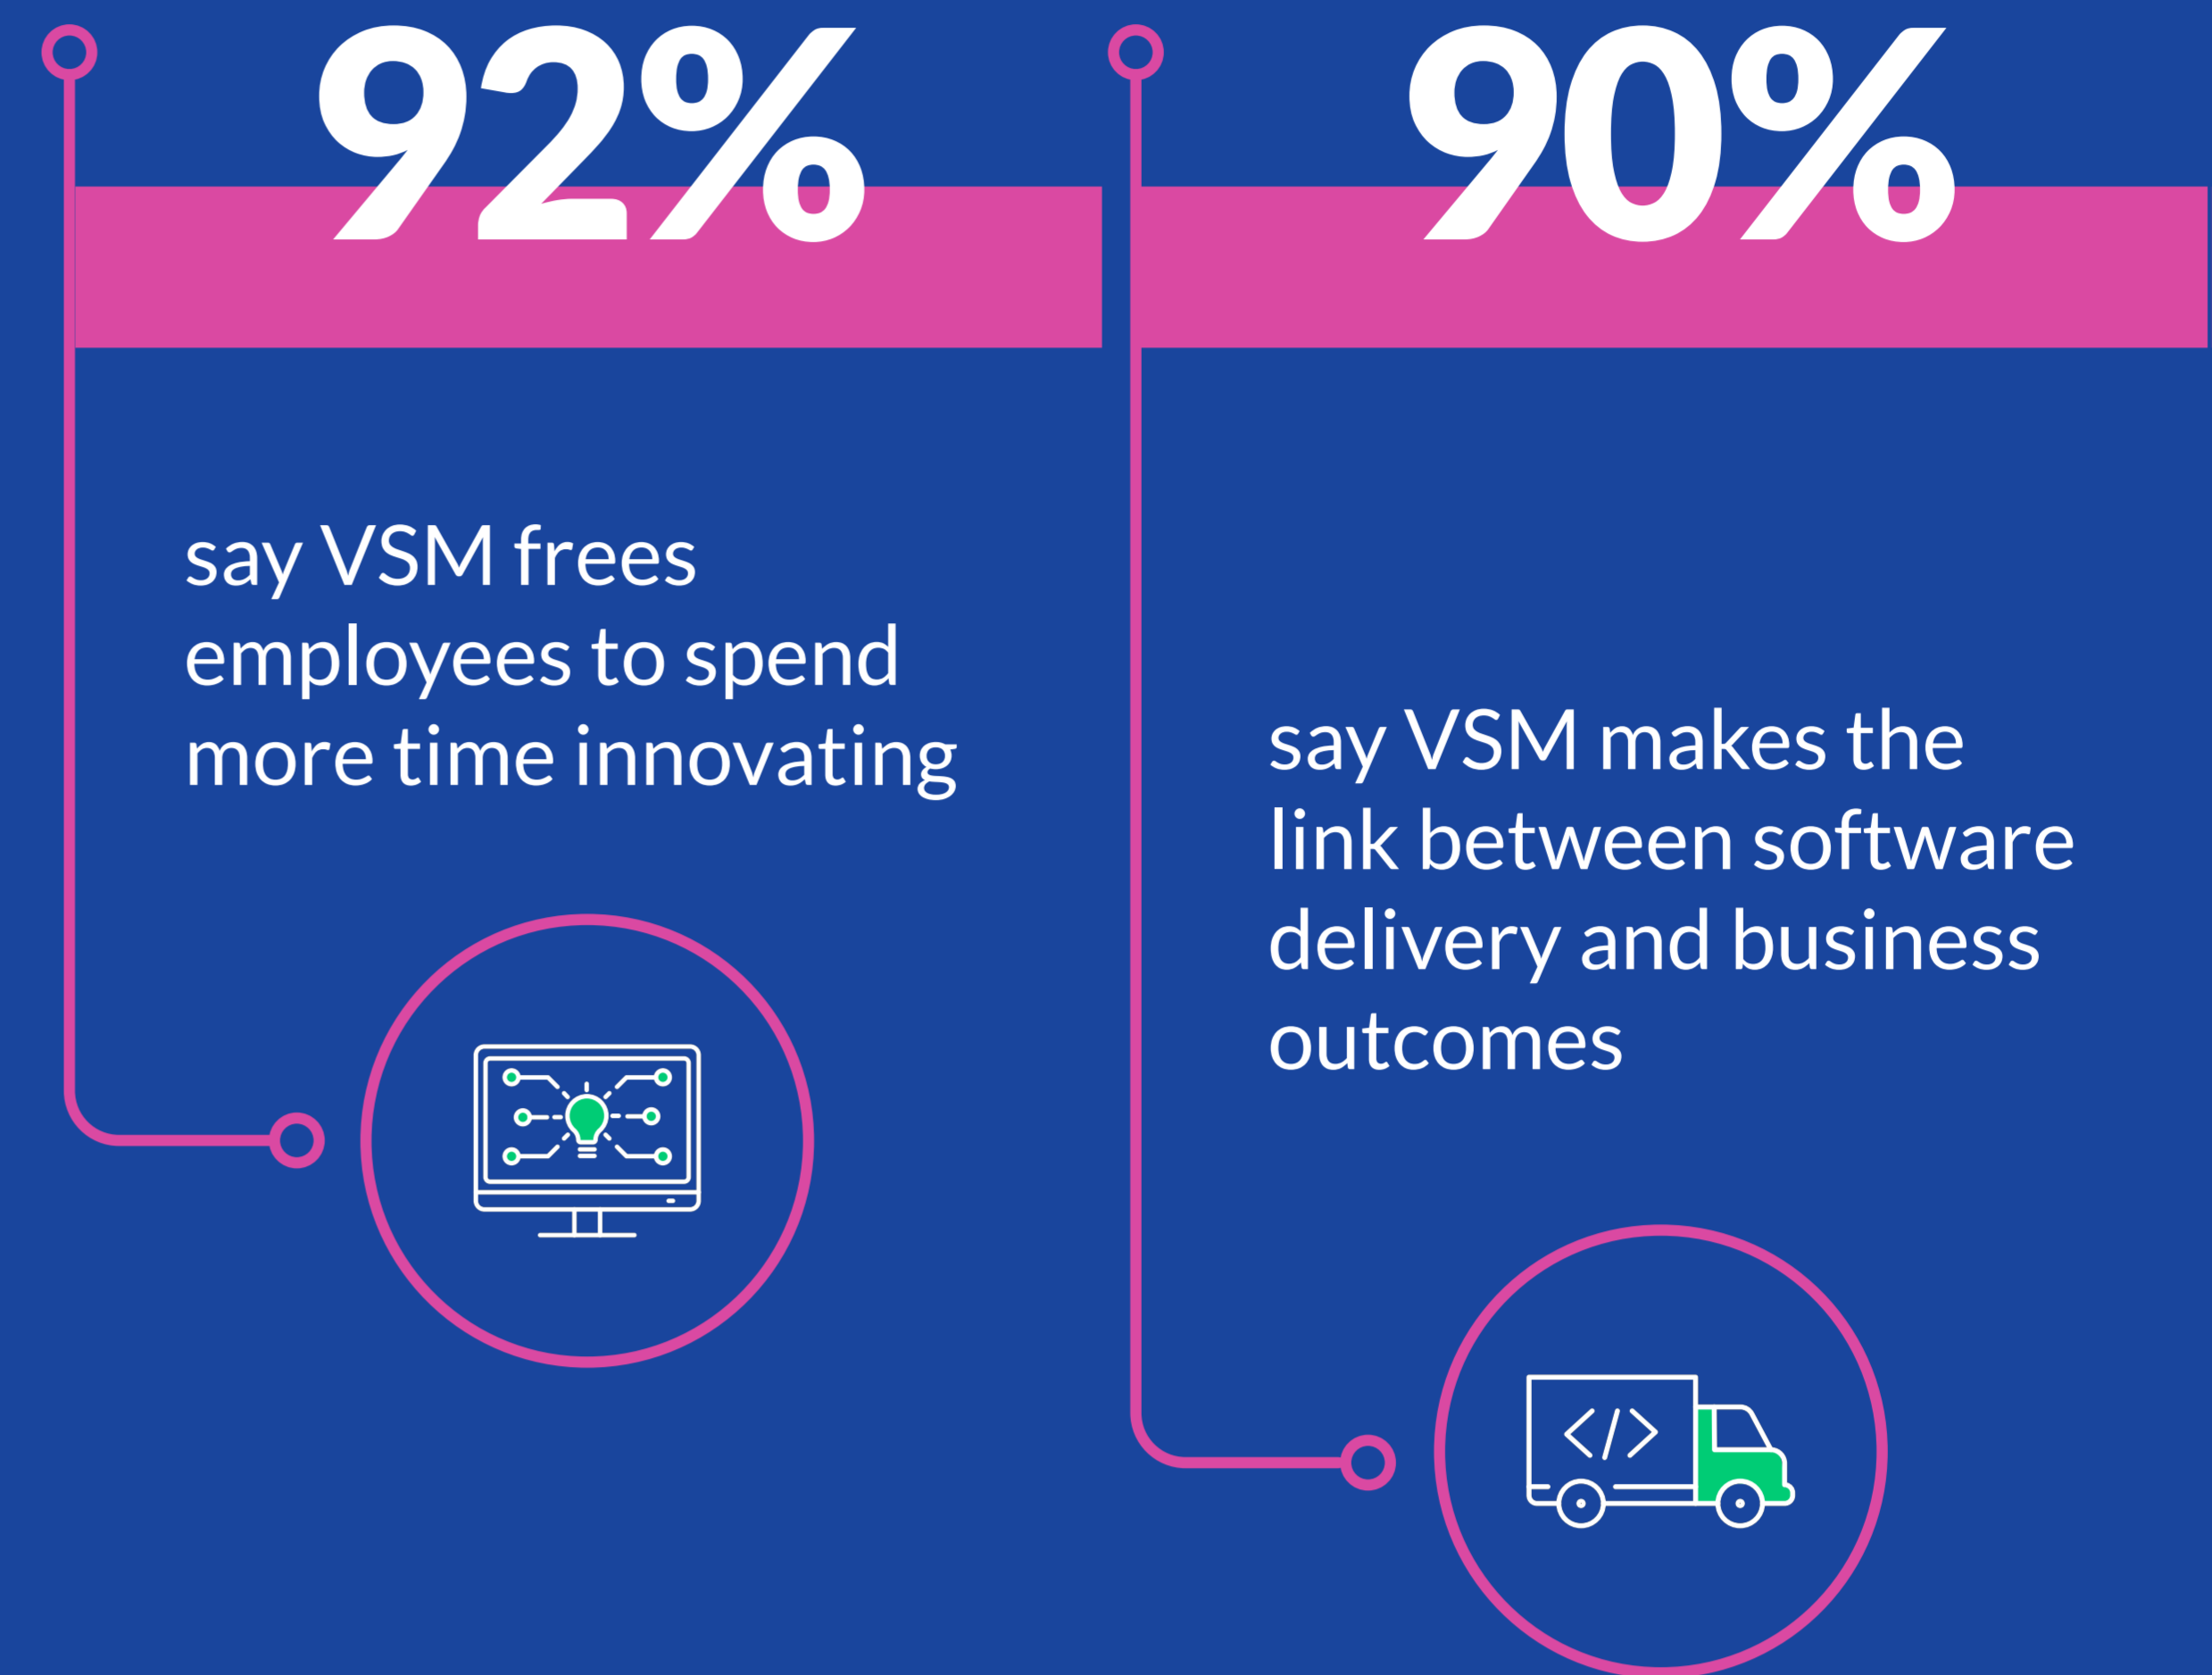 92%
say VSM frees
employees to spend
more time innovating
90%
say VSM makes the
link between software
delivery and business
outcomes
</>